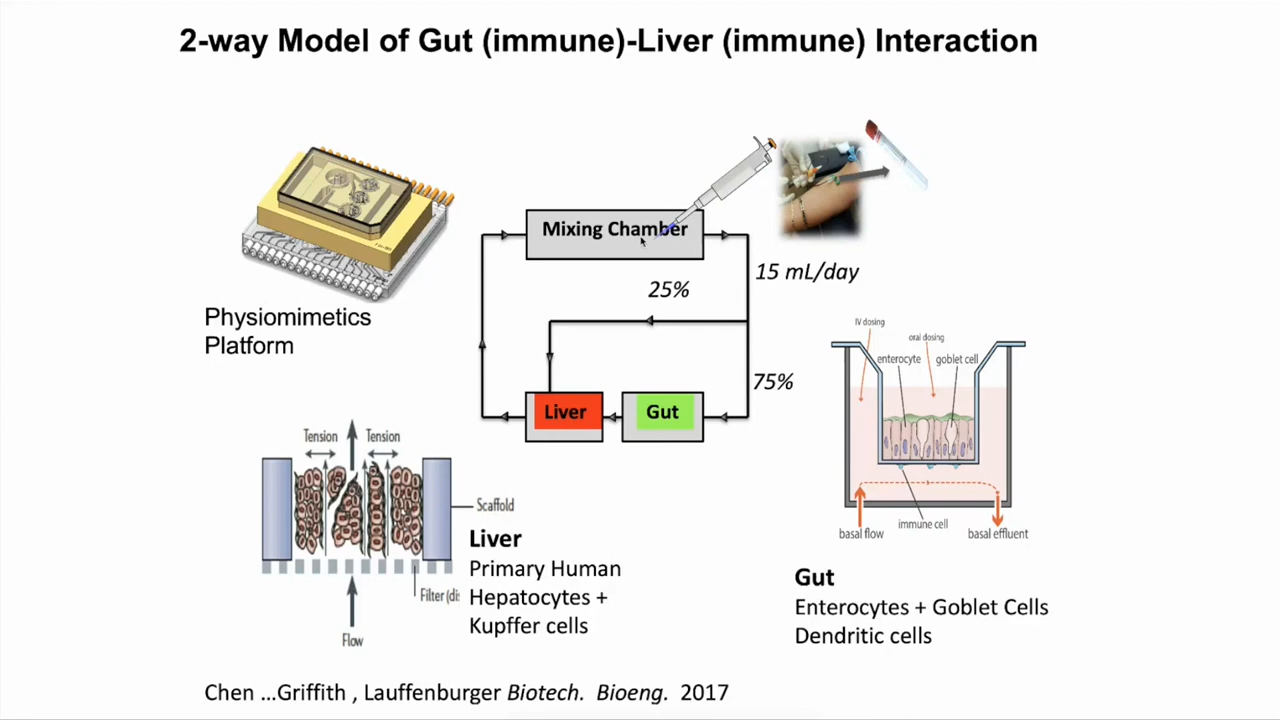 2-way Model of Gut (immune)-Liver (immune) Interaction
Mixing Chamber
15 mL/day
25%
75%
Liver
Gut
Physiomimetics
Platform
IV dosing
oral dosing
enterocyte
goblet cell
immune cell
basal flow
basal effluent
Tension
Tension
Scaffold
Filter (di
Flow
Liver
Primary Human
Hepatocytes +
Kupffer cells
Gut
Enterocytes + Goblet Cells
Dendritic cells
Chen ...Griffith , Lauffenburger Biotech. Bioeng. 2017